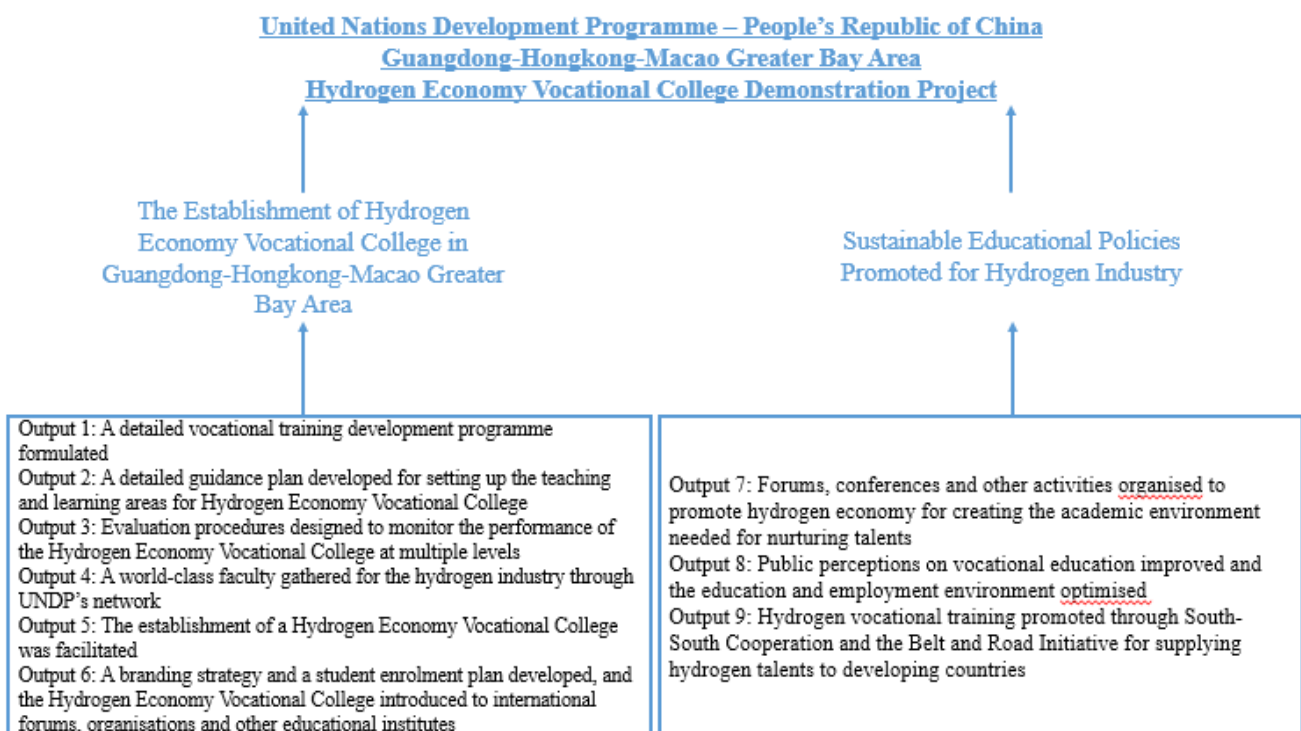 United Nations Development Programme – People’s Republic of China
Guangdong-Hongkong-Macao Greater Bay Area
Hydrogen Economy Vocational College Demonstration Project
The Establishment of Hydrogen
Economy Vocational College in
Guangdong-Hongkong-Macao Greater
Bay Area
Sustainable Educational Policies
Promoted for Hydrogen Industry
Output 1: A detailed vocational training development programme
formulated
Output 2: A detailed guidance plan developed for setting up the teaching
and learning areas for Hydrogen Economy Vocational College
Output 3: Evaluation procedures designed to monitor the performance of
the Hydrogen Economy Vocational College at multiple levels
Output 4: A world-class faculty gathered for the hydrogen industry through
UNDP’s network
Output 5: The establishment of a Hydrogen Economy Vocational College
was facilitated
Output 6: A branding strategy and a student enrolment plan developed, and
the Hydrogen Economy Vocational College introduced to international
forums, organisations and other educational institutes
Output 7: Forums, conferences and other activities organised to
promote hydrogen economy for creating the academic environment
needed for nurturing talents
Output 8: Public perceptions on vocational education improved and
the education and employment environment optimised
Output 9: Hydrogen vocational training promoted through South-
South Cooperation and the Belt and Road Initiative for supplying
hydrogen talents to developing countries